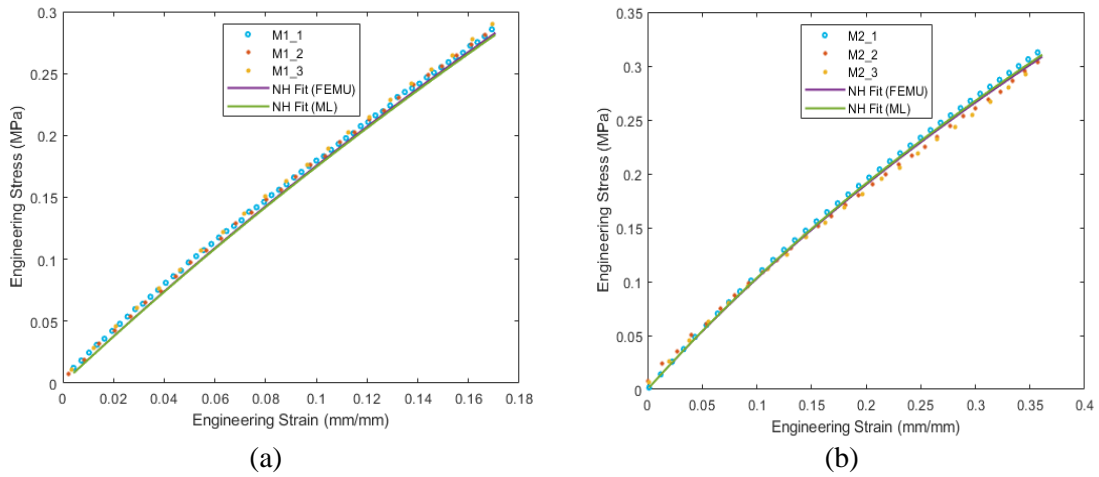 0.3
0.25
0.2
0.15
0.1
0.05
0
Engineering Stress (MPa)
M1_1
M1_2
M1_3
NH Fit (FEMU)
NH Fit (ML)
0 0.02 0.04 0.06 0.08 0.1 0.12 0.14 0.16 0.18
Engineering Strain (mm/mm)
(a)
0.35
0.3
0.25
0.2
0.15
0.1
0.05
0
Engineering Stress (MPa)
M2_1
M2_2
M2_3
NH Fit (FEMU)
NH Fit (ML)
0 0.05 0.1 0.15 0.2 0.25 0.3 0.35 0.4
Engineering Strain (mm/mm)
(b)